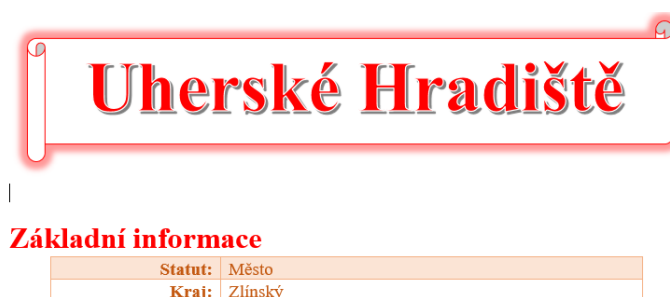 Uherské Hradiště
Základní informace
Statut: Město
Kraj: Zlínský